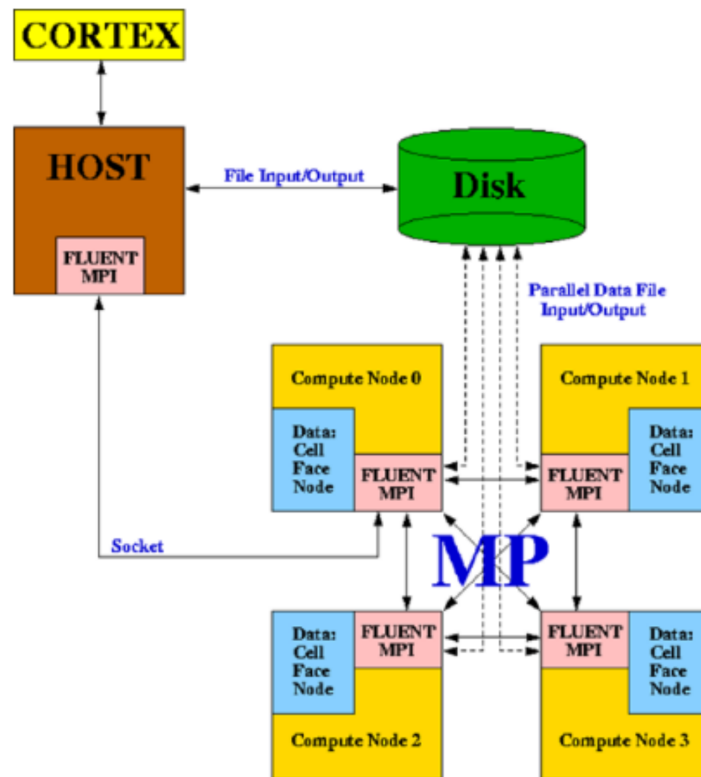 CORTEX
HOST
FLUENT
MPI
File Input/Output
Disk
Parallel Data File
Input/Output
Compute Node 0
Data:
Cell
Face
Node
FLUENT
MPI
Compute Node 1
FLUENT
MPI
Data:
Cell
Face
Node
Socket
MP
Data:
Cell
Face
Node
FLUENT
MPI
Compute Node 2
FLUENT
MPI
Data:
Cell
Face
Node
Compute Node 3